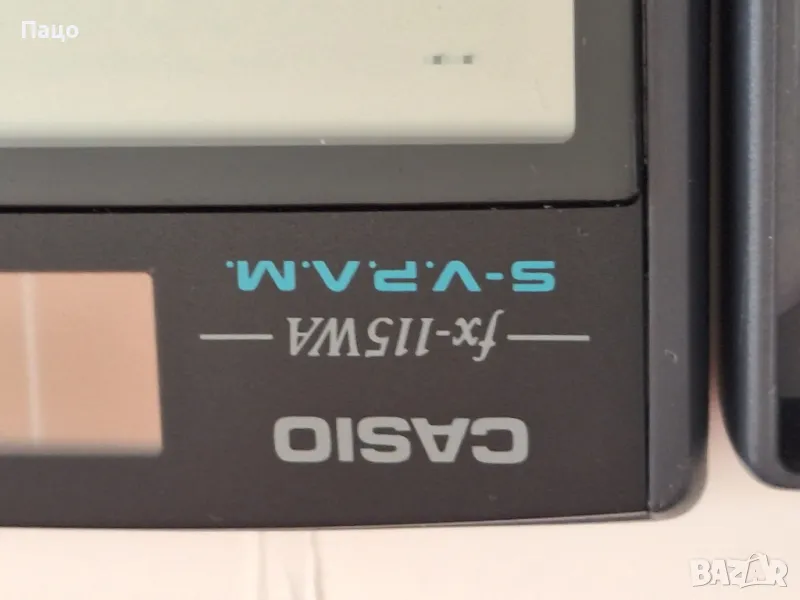 Пацо
CASIO
fx-115WA
S-V.P.A.M.
BAZAR